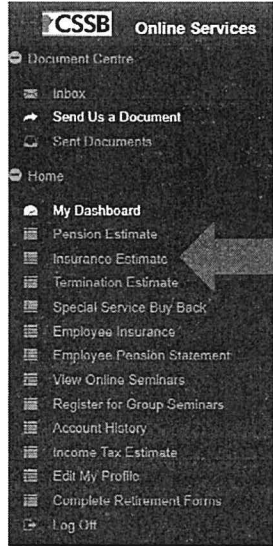 CSSB Online Services
Document Centre
Inbox
Send Us a Document
Sent Documents
Home
My Dashboard
Pension Estimate
Insurance Estimate
Termination Estimate
Special Service Buy Back
Employee Insurance
Employee Pension Statement
View Online Seminars
Register for Group Seminars
Account History
Income Tax Estimate
Edit My Profile
Complete Retirement Forms
Log Off